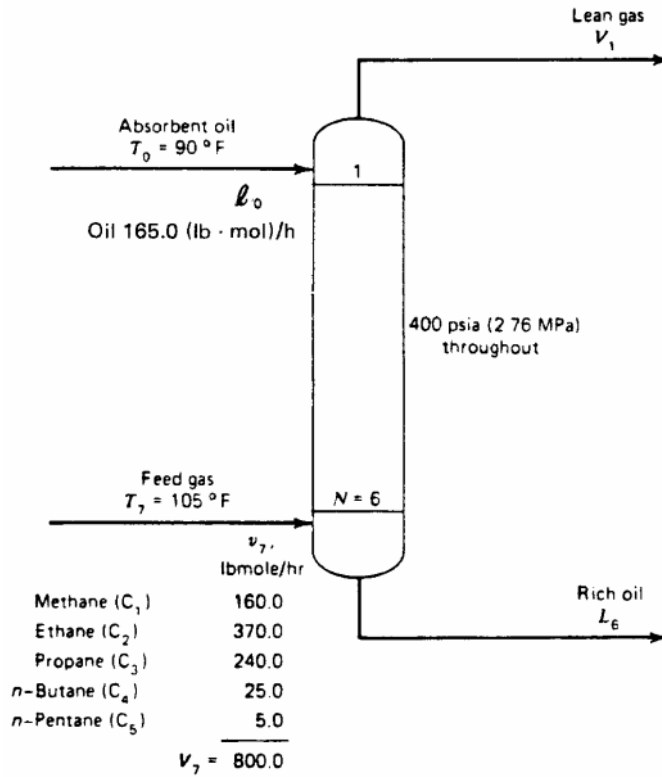 Lean gas
V₁
Absorbent oil
T₀ = 90 °F
ℓ₀
Oil 165.0 (lb · mol)/h
1
400 psia (2 76 MPa)
throughout
Feed gas
T₇ = 105 °F
N = 6
v₇,
lbmole/hr
Methane (C₁) 160.0
Ethane (C₂) 370.0
Propane (C₃) 240.0
n-Butane (C₄) 25.0
n-Pentane (C₅) 5.0
V₇ = 800.0
Rich oil
L₆